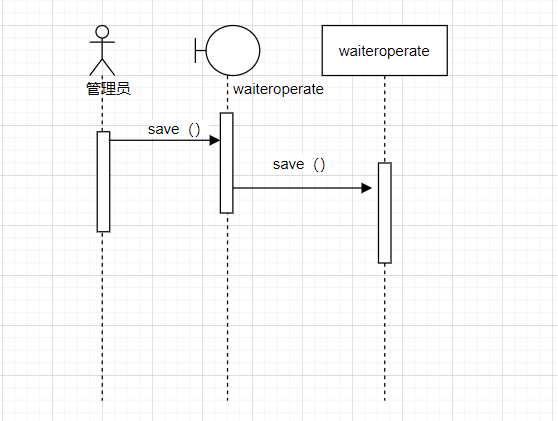 waiteroperate
管理员
waiteroperate
save（）
save（）